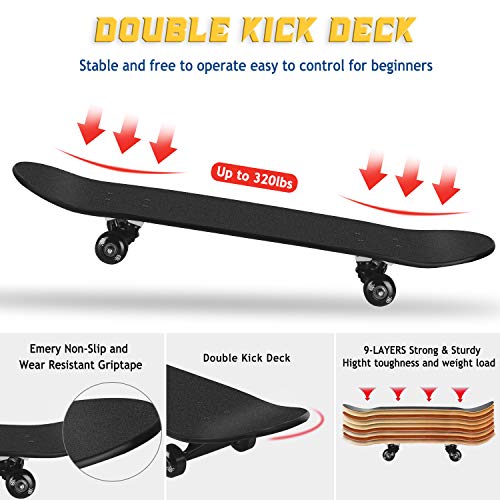 DOUBLE KICK DECK
Stable and free to operate easy to control for beginners
Up to 320lbs
Emery Non-Slip and
Wear Resistant Griptape
Double Kick Deck
9-LAYERS Strong & Sturdy
Higtht toughness and weight load